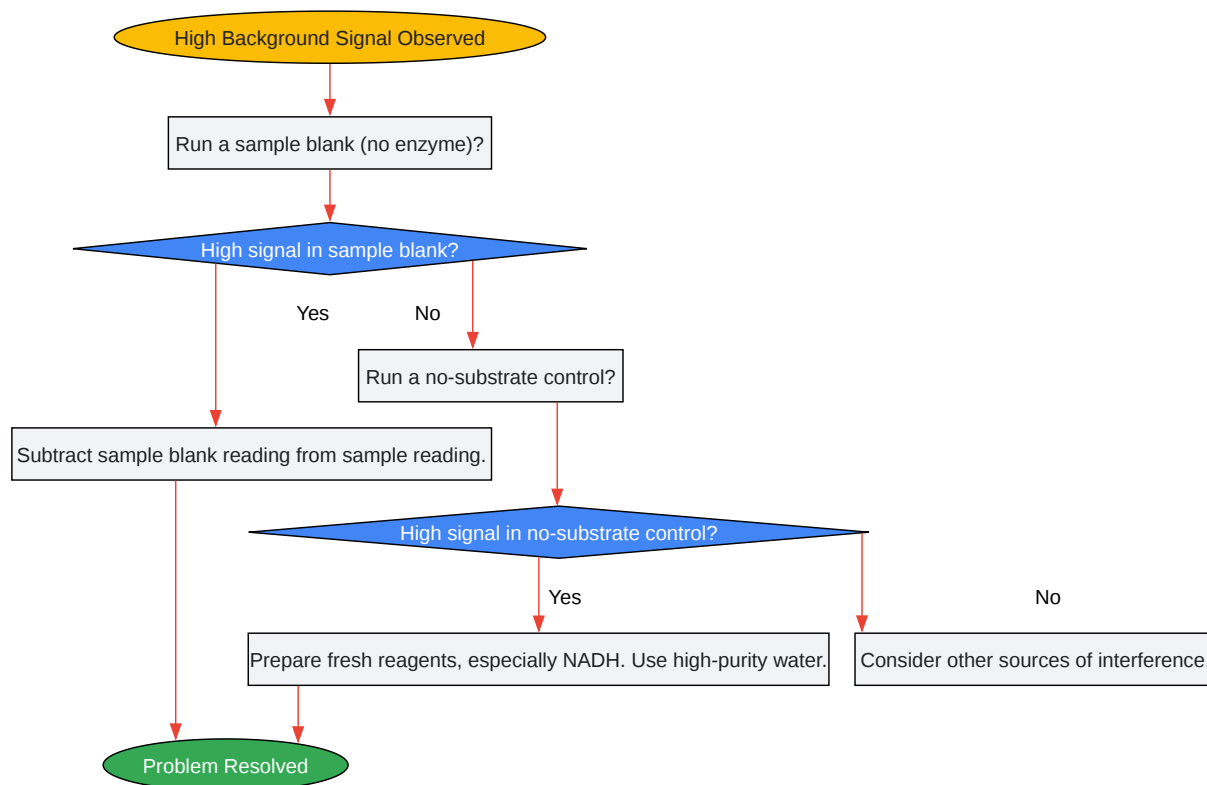 High Background Signal Observed
Run a sample blank (no enzyme)?
High signal in sample blank?
Yes
No
Run a no-substrate control?
Subtract sample blank reading from sample reading.
High signal in no-substrate control?
Yes
No
Prepare fresh reagents, especially NADH. Use high-purity water.
Consider other sources of interference.
Problem Resolved